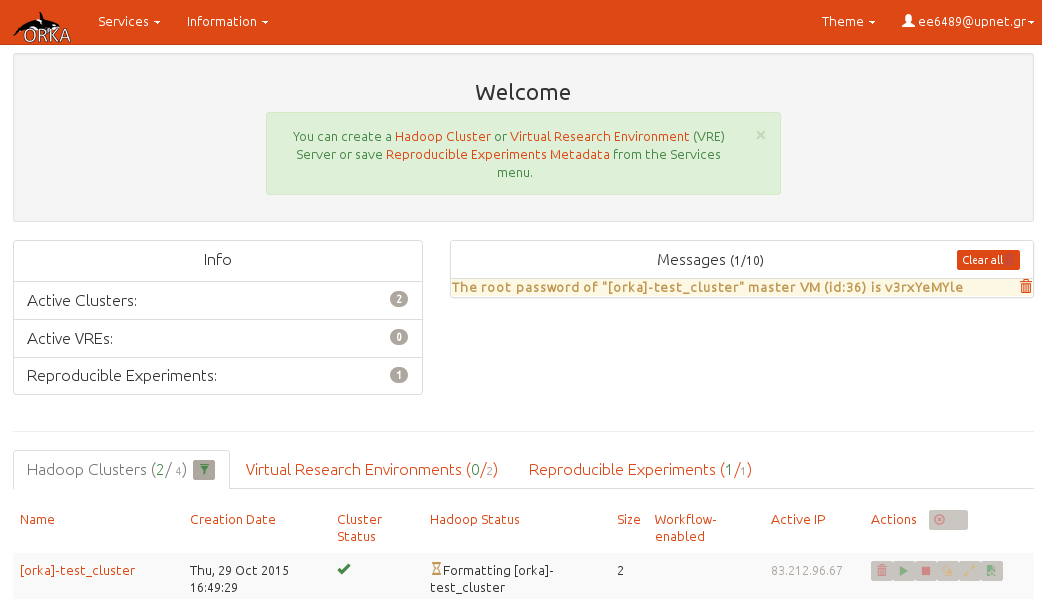 ORKA
Services
Information
Theme
ee6489@upnet.gr
Welcome
You can create a Hadoop Cluster or Virtual Research Environment (VRE)
Server or save Reproducible Experiments Metadata from the Services
menu.
×
Info
Active Clusters: 2
Active VREs: 0
Reproducible Experiments: 1
Messages (1/10)
Clear all
The root password of "[orka]-test_cluster" master VM (id:36) is v3rxYeMYle
Hadoop Clusters (2/ 4)
Virtual Research Environments (0/2)
Reproducible Experiments (1/1)
Name
Creation Date
Cluster
Status
Hadoop Status
Size
Workflow-
enabled
Active IP
Actions
[orka]-test_cluster
Thu, 29 Oct 2015
16:49:29
Formatting [orka]-
test_cluster
2
83.212.96.67